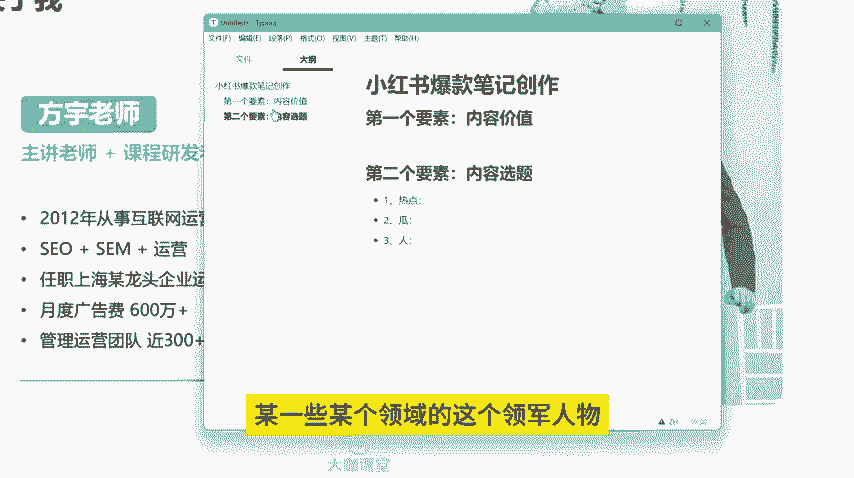 于我
方宇老师
主讲老师 + 课程研发
• 2012年从事互联网运营
• SEO + SEM + 运营
• 任职上海某龙头企业运
• 月度广告费 600万+
• 管理运营团队 近300+
Untitled - Typora
文件(F) 编辑(E) 段落(P) 格式(O) 视图(V) 主题(T) 帮助(H)
文件 大纲
小红书爆款笔记创作
第一个要素：内容价值
第二个要素：内容选题
小红书爆款笔记创作
第一个要素：内容价值
第二个要素：内容选题
• 1、热点：
• 2、瓜：
• 3、人：
某一些某个领域的这个领军人物